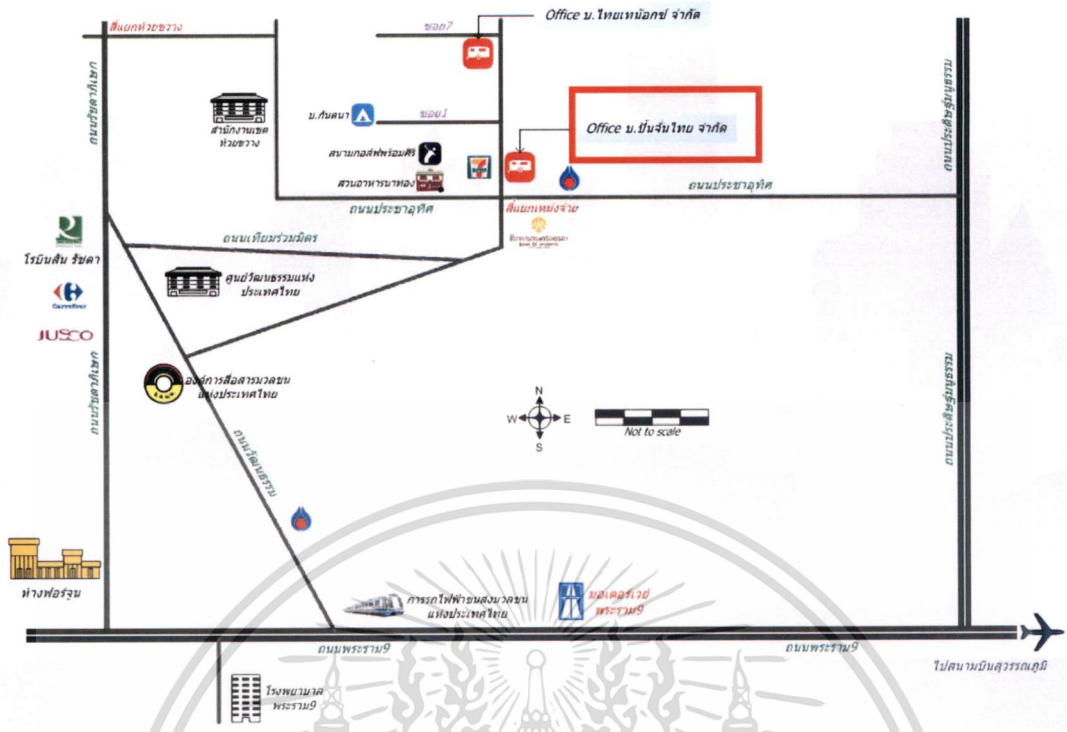 Office บ.ไทยเทน๊อกซ์ จำกัด
สี่แยกห้วยขวาง
ซอย7
ถนนรัชดาภิเษก
ถนนประดิษฐ์มนูธรรม
บ.กันตนา
ซอย1
Office บ.ปั้นจั่นไทย จำกัด
สำนักงานเขต
ห้วยขวาง
สนามกอล์ฟพร้อมศิริ
สวนอาหารนาทอง
ถนนประชาอุทิศ
ถนนประชาอุทิศ
สี่แยกเหม่งจ๋าย
ถนนเทียมร่วมมิตร
โรบินสัน รัชดา
ศูนย์วัฒนธรรมแห่ง
ประเทศไทย
Carrefour
JUSCO
ถนนรัชดาภิเษก
องค์การสื่อสารมวลชน
แห่งประเทศไทย
ถนนประดิษฐ์มนูธรรม
N
W
E
S
Not to scale
ถนนวัฒนธรรม
ห้างฟอร์จูน
การรถไฟฟ้าขนส่งมวลชน
แห่งประเทศไทย
มอเตอร์เวย์
พระราม9
ถนนพระราม9
ถนนพระราม9
ไปสนามบินสุวรรณภูมิ
โรงพยาบาล
พระราม9